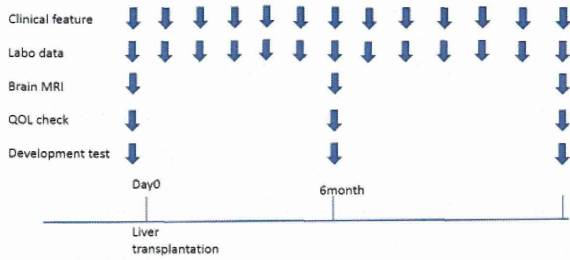 Clinical feature
Labo data
Brain MRI
QOL check
Development test
Day0
6month
Liver
transplantation